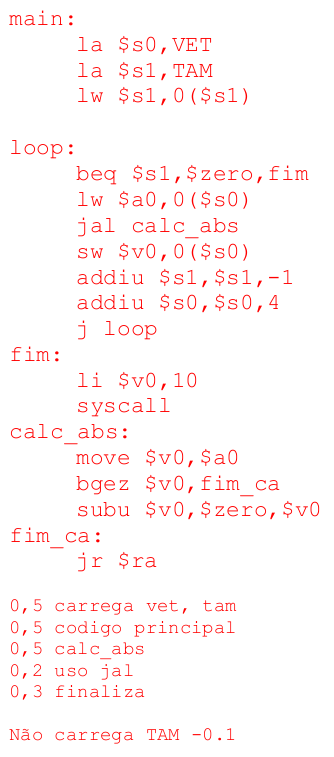 main:
la $s0,VET
la $s1,TAM
lw $s1,0($s1)
loop:
beq $s1,$zero,fim
lw $a0,0($s0)
jal calc_abs
sw $v0,0($s0)
addiu $s1,$s1,-1
addiu $s0,$s0,4
j loop
fim:
li $v0,10
syscall
calc_abs:
move $v0,$a0
bgez $v0,fim_ca
subu $v0,$zero,$v0
fim_ca:
jr $ra
0,5 carrega vet, tam
0,5 codigo principal
0,5 calc_abs
0,2 uso jal
0,3 finaliza
Não carrega TAM -0.1